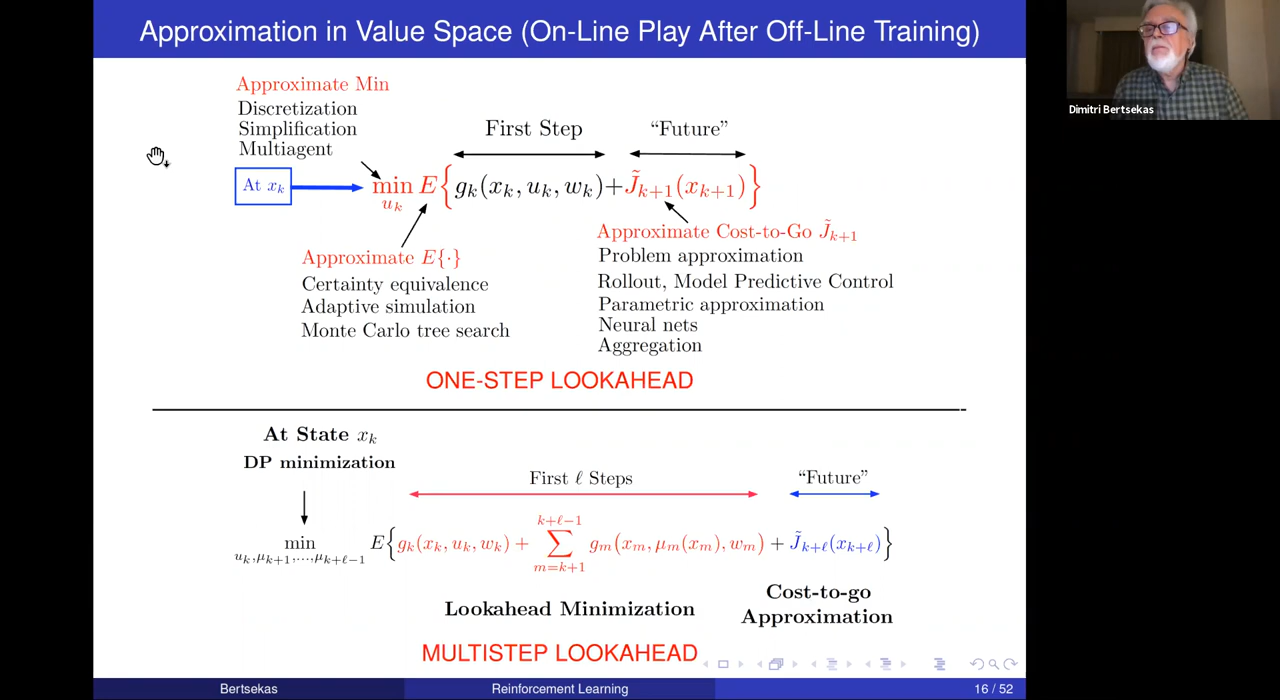 Approximation in Value Space (On-Line Play After Off-Line Training)
Dimitri Bertsekas
Approximate Min
Discretization
Simplification
Multiagent
First Step
“Future”
At x_k
min_{u_k} E{g_k(x_k, u_k, w_k)+J̃_{k+1}(x_{k+1})}
Approximate E{·}
Certainty equivalence
Adaptive simulation
Monte Carlo tree search
Approximate Cost-to-Go J̃_{k+1}
Problem approximation
Rollout, Model Predictive Control
Parametric approximation
Neural nets
Aggregation
ONE-STEP LOOKAHEAD
At State x_k
DP minimization
First ℓ Steps
“Future”
min_{u_k,μ_{k+1},...,μ_{k+ℓ−1}} E{g_k(x_k, u_k, w_k) + ∑_{m=k+1}^{k+ℓ−1} g_m(x_m, μ_m(x_m), w_m) + J̃_{k+ℓ}(x_{k+ℓ})}
Lookahead Minimization
Cost-to-go
Approximation
MULTISTEP LOOKAHEAD
Bertsekas
Reinforcement Learning
16 / 52